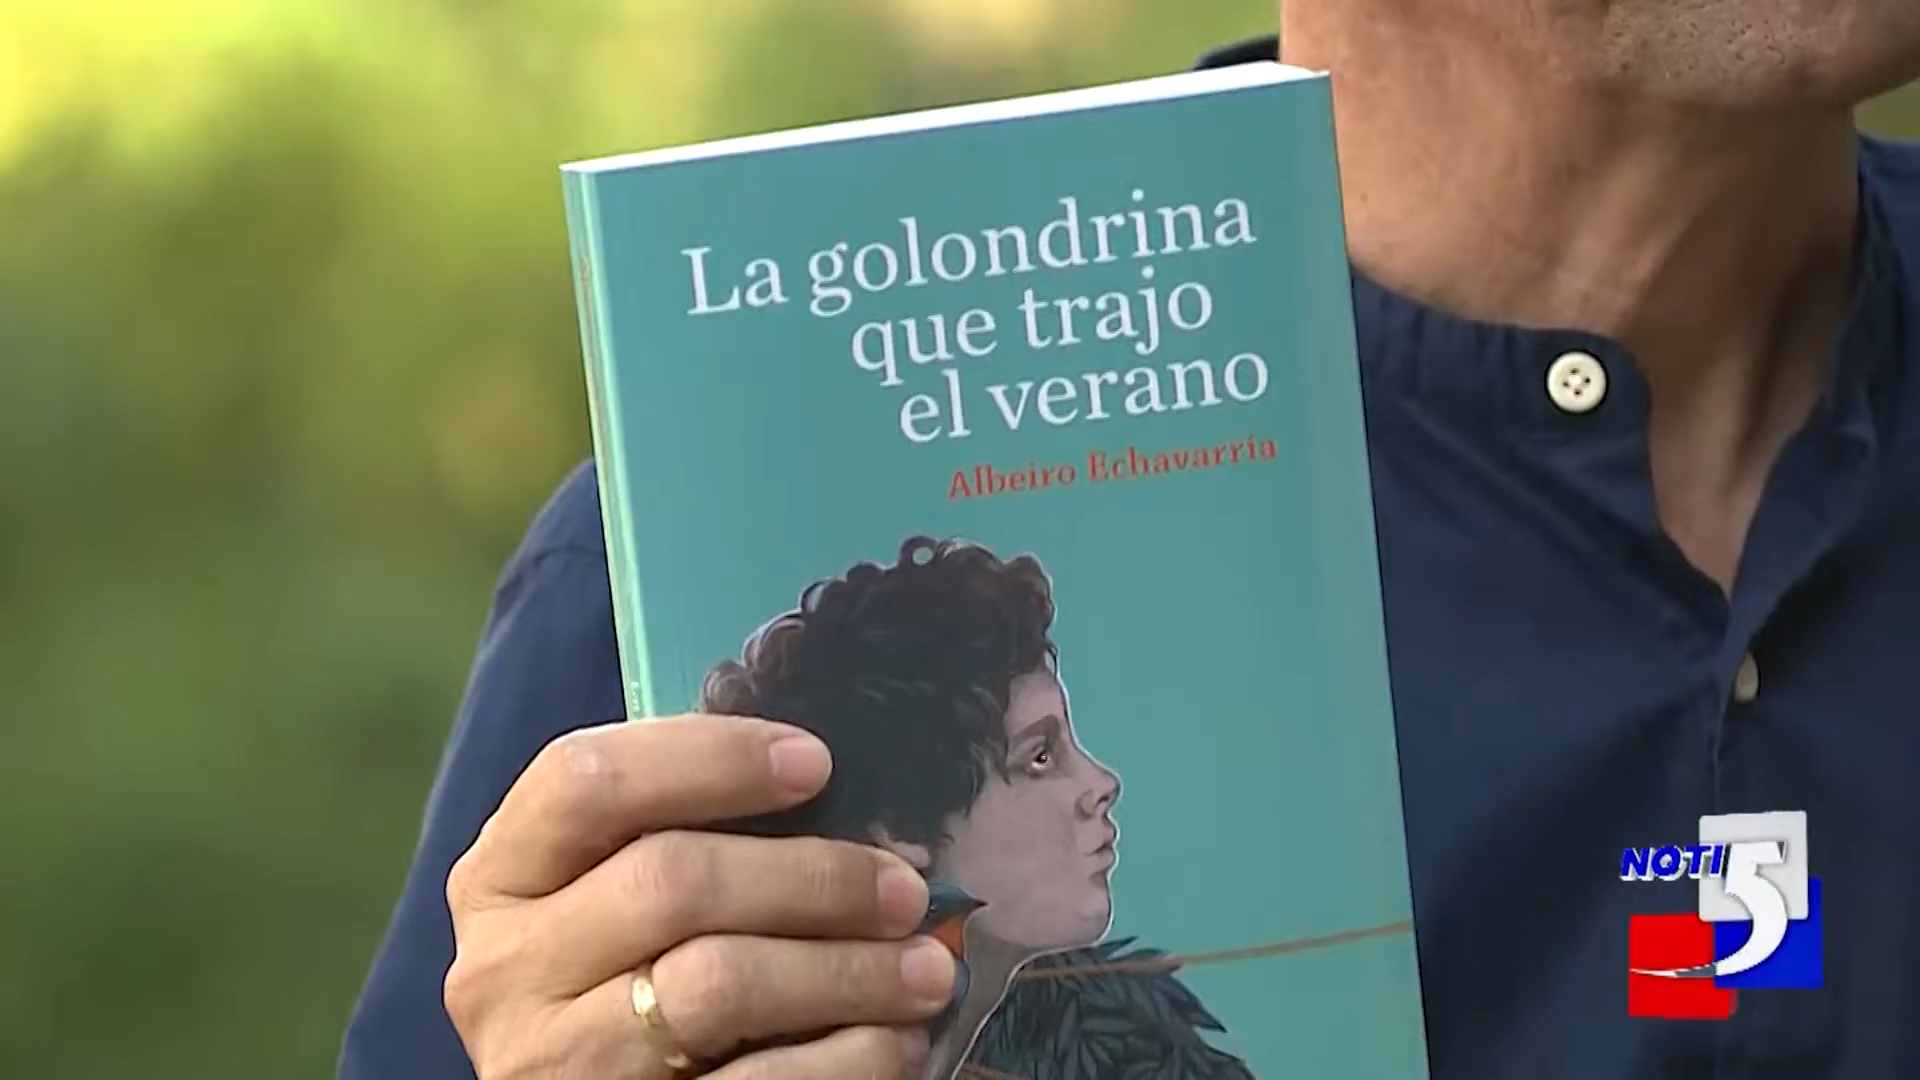 La golondrina
que trajo
el verano
Albeiro Echavarría
NOTI
5